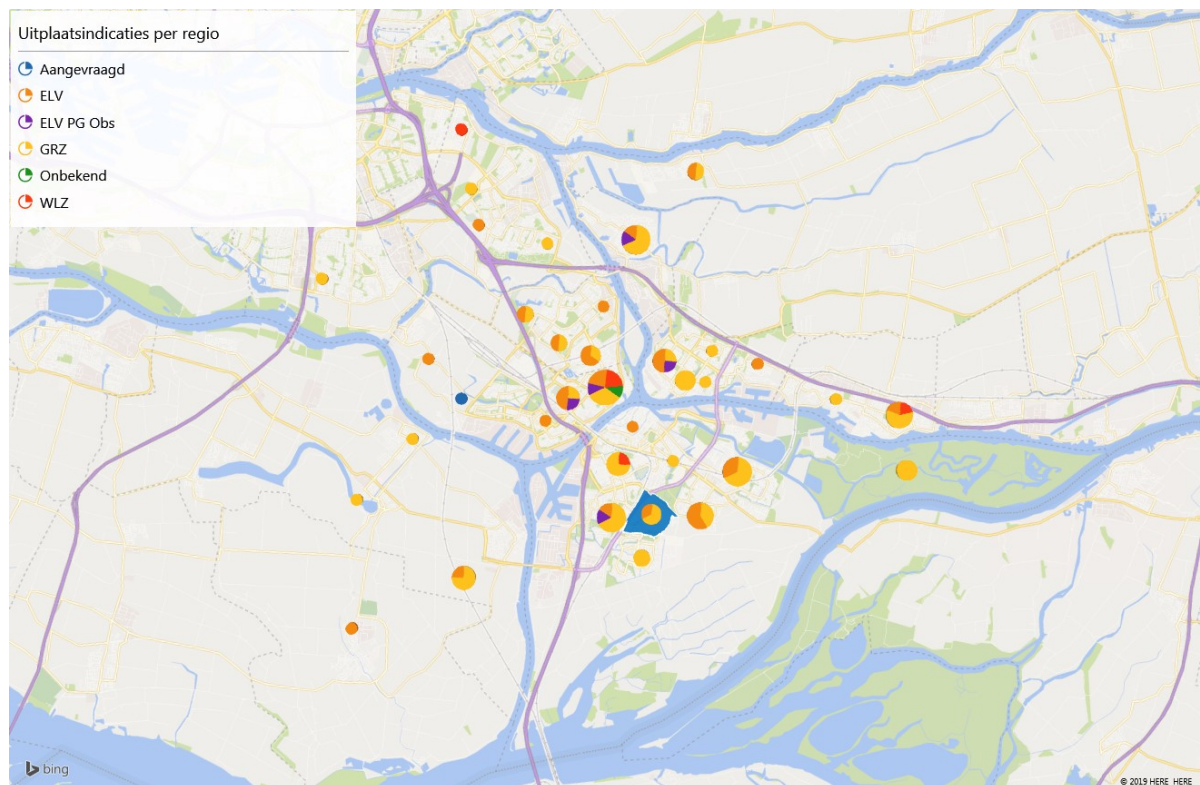 Uitplaatsindicaties per regio
Aangevraagd
ELV
ELV PG Obs
GRZ
Onbekend
WLZ
bing
© 2019 HERE HERE